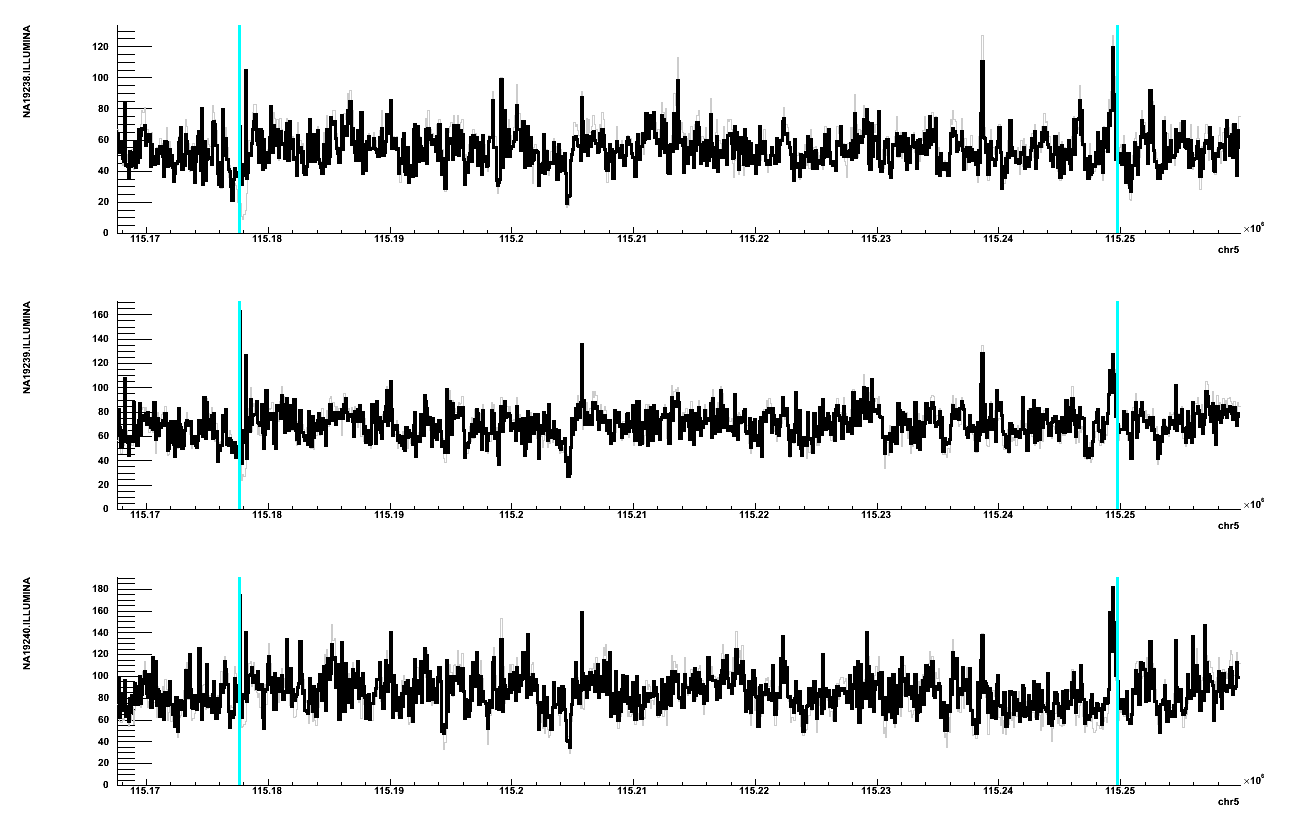 NA19238.ILLUMINA
120
100
80
60
40
20
0
115.17 115.18 115.19 115.2 115.21 115.22 115.23 115.24 115.25 ×10⁶
chr5
NA19239.ILLUMINA
160
140
120
100
80
60
40
20
0
115.17 115.18 115.19 115.2 115.21 115.22 115.23 115.24 115.25 ×10⁶
chr5
NA19240.ILLUMINA
180
160
140
120
100
80
60
40
20
0
115.17 115.18 115.19 115.2 115.21 115.22 115.23 115.24 115.25 ×10⁶
chr5